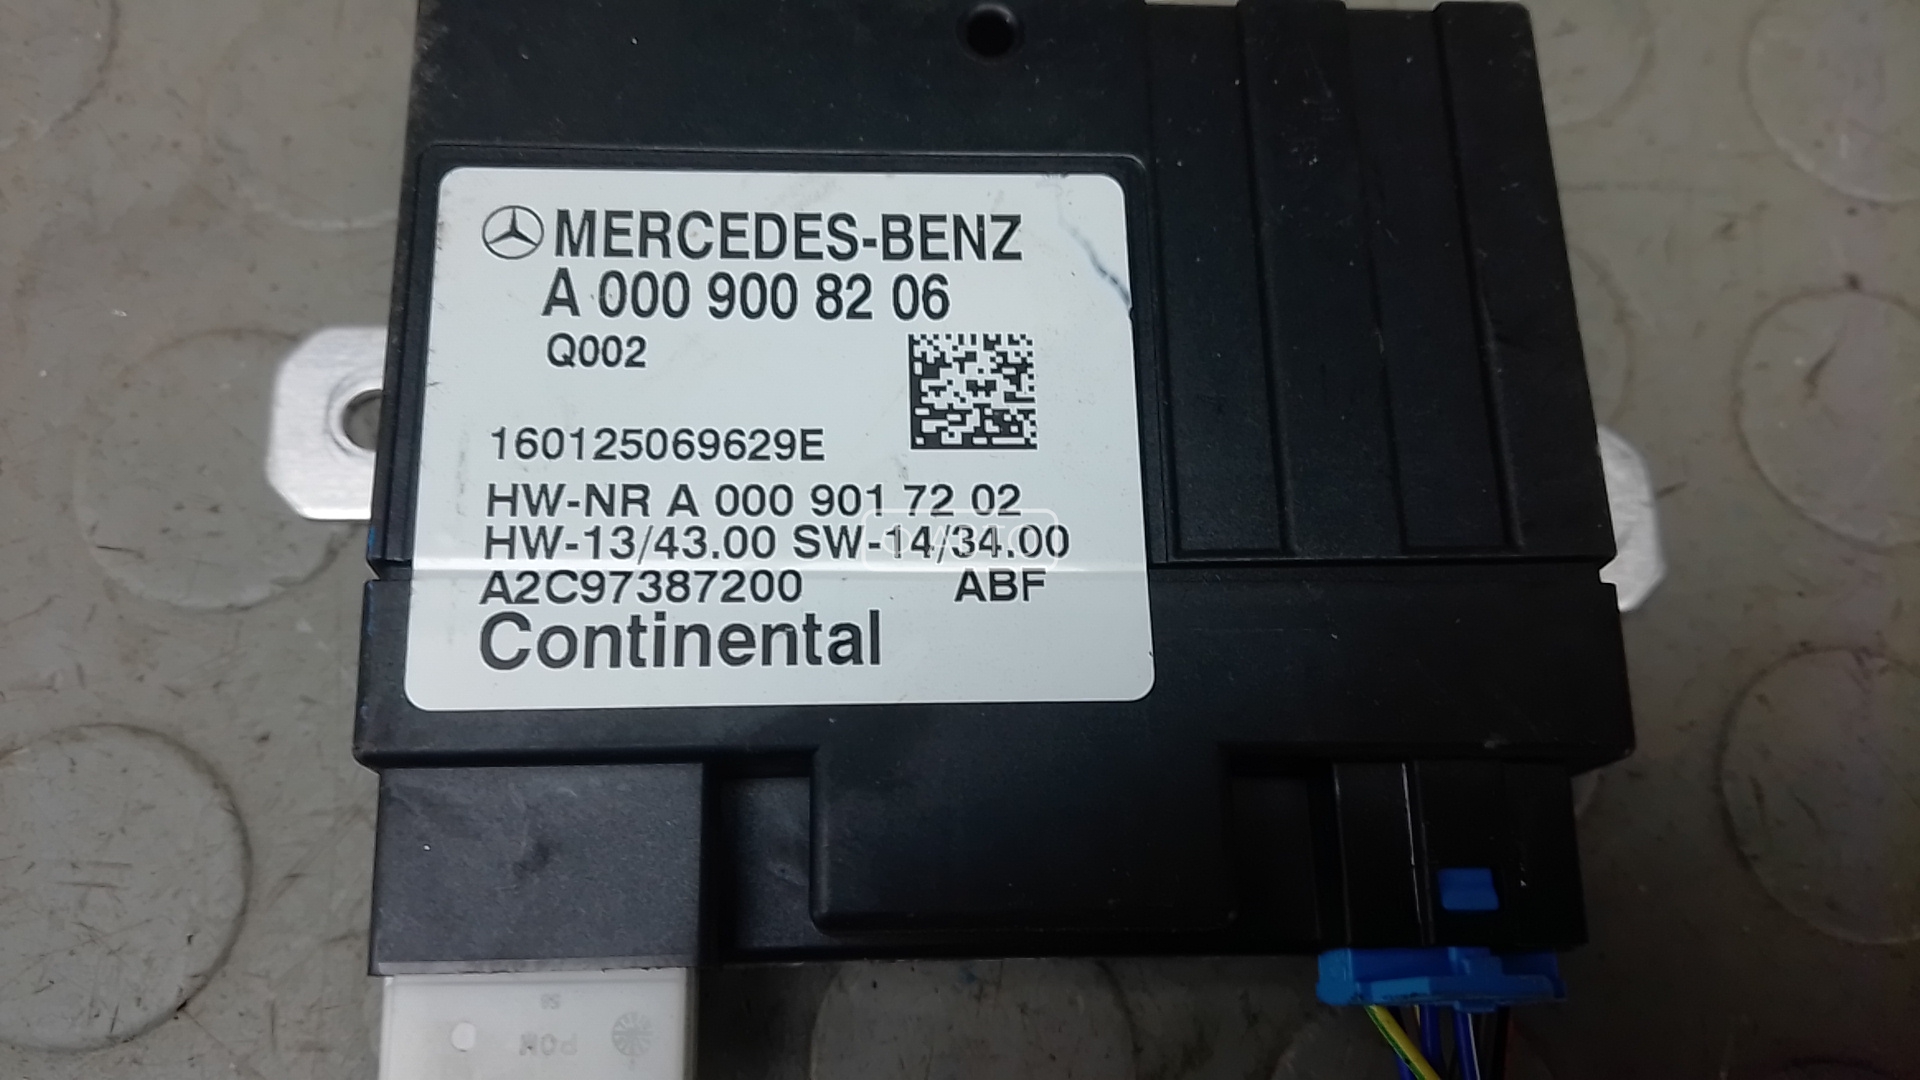 MERCEDES-BENZ
A 000 900 82 06
Q002
160125069629E
HW-NR A 000 901 72 02
HW-13/43.00 SW-14/34.00
A2C97387200 ABF
Continental
POM